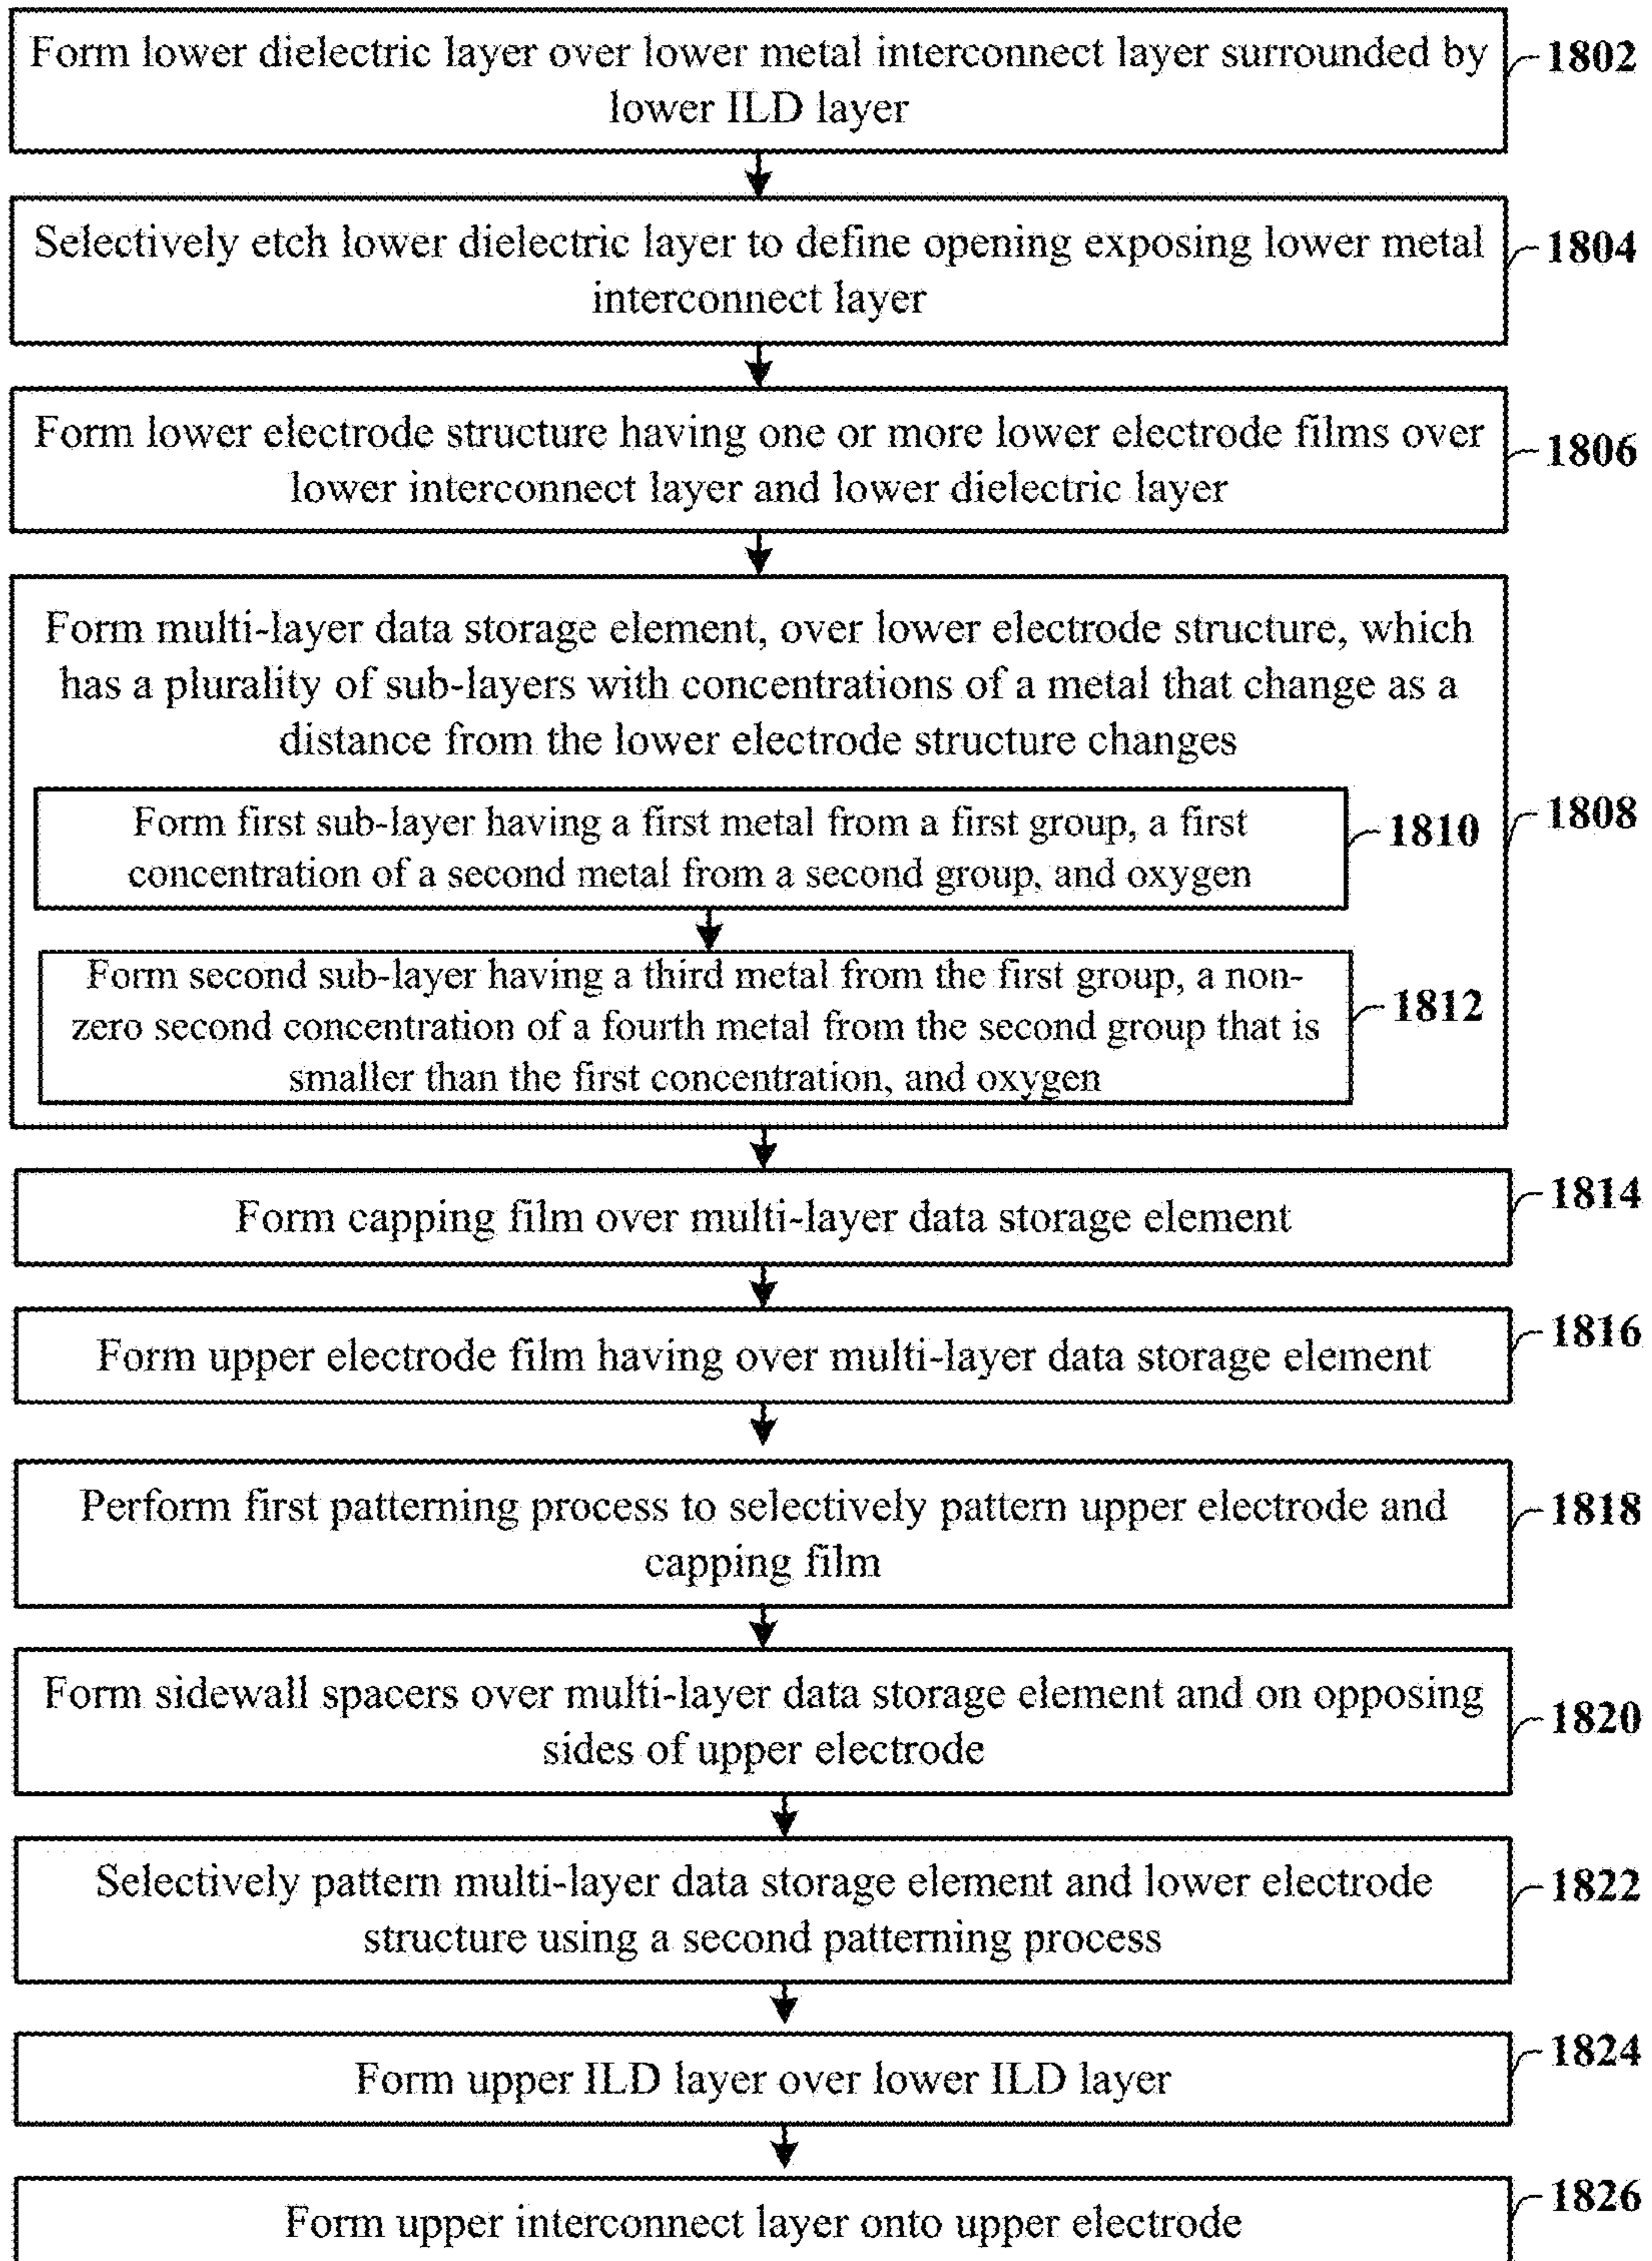 Form lower dielectric layer over lower metal interconnect layer surrounded by
lower ILD layer
1802
Selectively etch lower dielectric layer to define opening exposing lower metal
interconnect layer
1804
Form lower electrode structure having one or more lower electrode films over
lower interconnect layer and lower dielectric layer
1806
Form multi-layer data storage element, over lower electrode structure, which
has a plurality of sub-layers with concentrations of a metal that change as a
distance from the lower electrode structure changes
1808
Form first sub-layer having a first metal from a first group, a first
concentration of a second metal from a second group, and oxygen
1810
Form second sub-layer having a third metal from the first group, a non-
zero second concentration of a fourth metal from the second group that is
smaller than the first concentration, and oxygen
1812
Form capping film over multi-layer data storage element
1814
Form upper electrode film having over multi-layer data storage element
1816
Perform first patterning process to selectively pattern upper electrode and
capping film
1818
Form sidewall spacers over multi-layer data storage element and on opposing
sides of upper electrode
1820
Selectively pattern multi-layer data storage element and lower electrode
structure using a second patterning process
1822
Form upper ILD layer over lower ILD layer
1824
Form upper interconnect layer onto upper electrode
1826